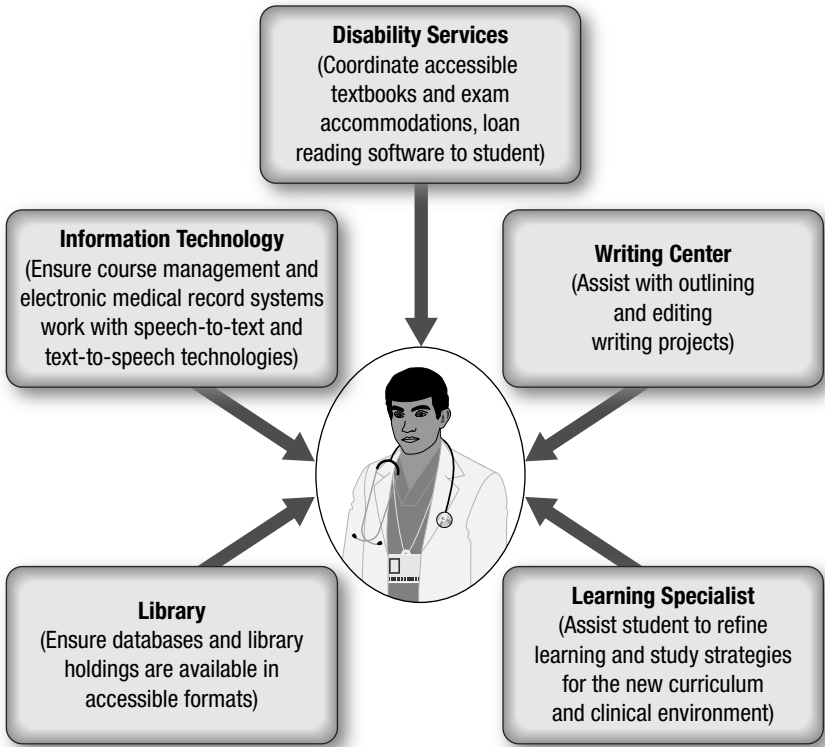 Disability Services
(Coordinate accessible
textbooks and exam
accommodations, loan
reading software to student)
Information Technology
(Ensure course management and
electronic medical record systems
work with speech-to-text and
text-to-speech technologies)
Writing Center
(Assist with outlining
and editing
writing projects)
Library
(Ensure databases and library
holdings are available in
accessible formats)
Learning Specialist
(Assist student to refine
learning and study strategies
for the new curriculum
and clinical environment)